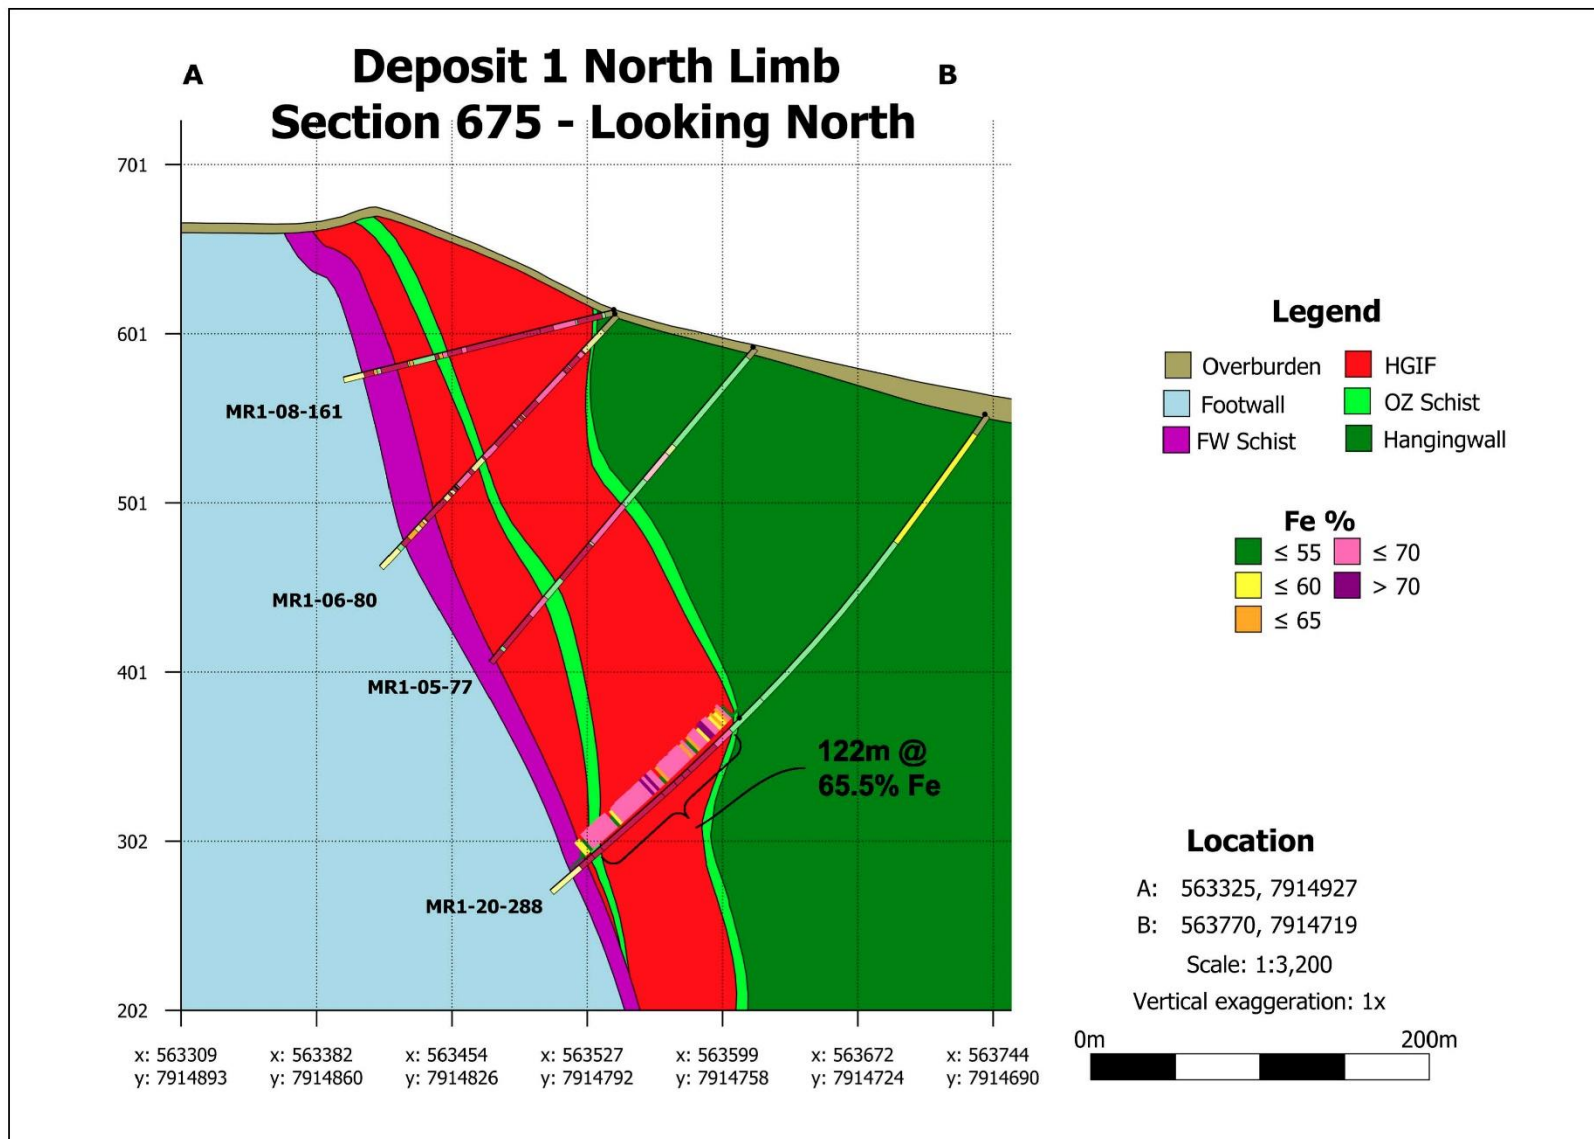 A
Deposit 1 North Limb
B
Section 675 - Looking North
701
601
501
401
302
202
MR1-08-161
MR1-06-80
MR1-05-77
MR1-20-288
122m @
65.5% Fe
x: 563309
y: 7914893
x: 563382
y: 7914860
x: 563454
y: 7914826
x: 563527
y: 7914792
x: 563599
y: 7914758
x: 563672
y: 7914724
x: 563744
y: 7914690
Legend
Overburden
HGIF
Footwall
OZ Schist
FW Schist
Hangingwall
Fe %
≤ 55
≤ 70
≤ 60
> 70
≤ 65
Location
A: 563325, 7914927
B: 563770, 7914719
Scale: 1:3,200
Vertical exaggeration: 1x
0m
200m